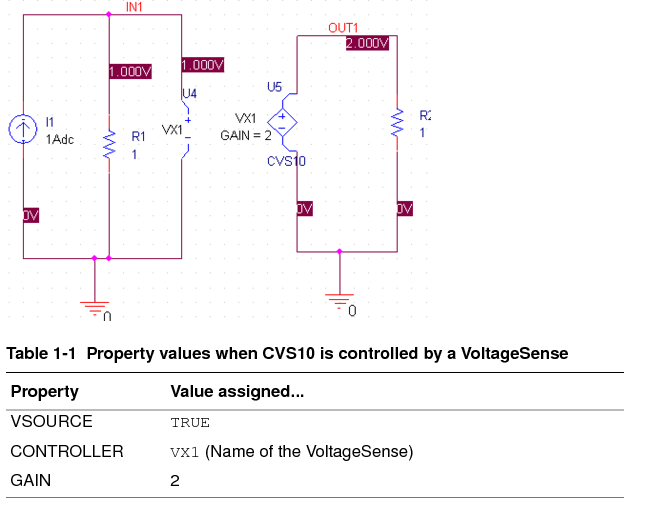 IN1
OUT1
2.000V
1.000V
1.000V
U4
U5
I1
1Adc
R1
1
VX1
+
-
VX1
GAIN = 2
+
-
CVS10
1
0V
0V
0V
0
0
Table 1-1 Property values when CVS10 is controlled by a VoltageSense
Property Value assigned...
VSOURCE TRUE
CONTROLLER VX1 (Name of the VoltageSense)
GAIN 2